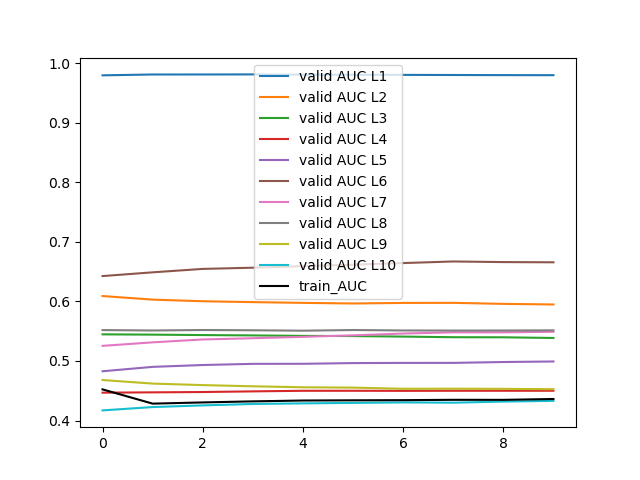 1.0
0.9
0.8
0.7
0.6
0.5
0.4
valid AUC L1
valid AUC L2
valid AUC L3
valid AUC L4
valid AUC L5
valid AUC L6
valid AUC L7
valid AUC L8
valid AUC L9
valid AUC L10
train_AUC
0 2 4 6 8